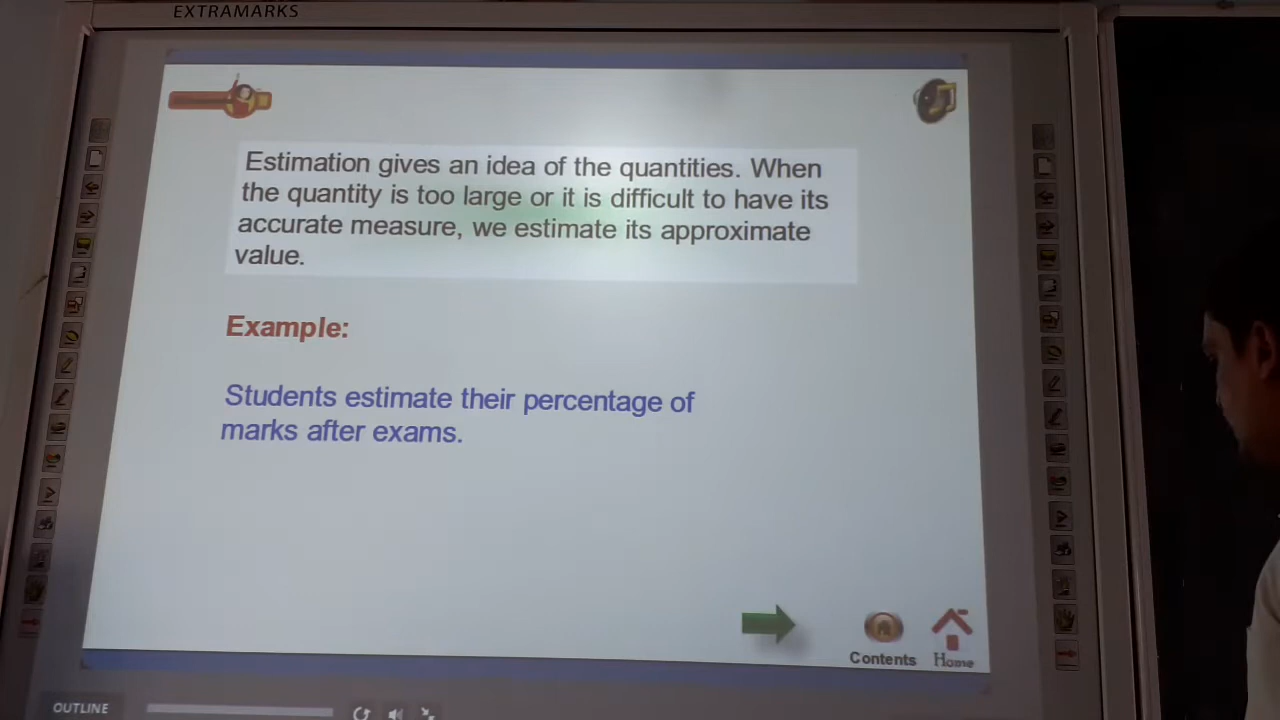 EXTRAMARKS
Estimation gives an idea of the quantities. When
the quantity is too large or it is difficult to have its
accurate measure, we estimate its approximate
value.
Example:
Students estimate their percentage of
marks after exams.
Contents
Home
OUTLINE